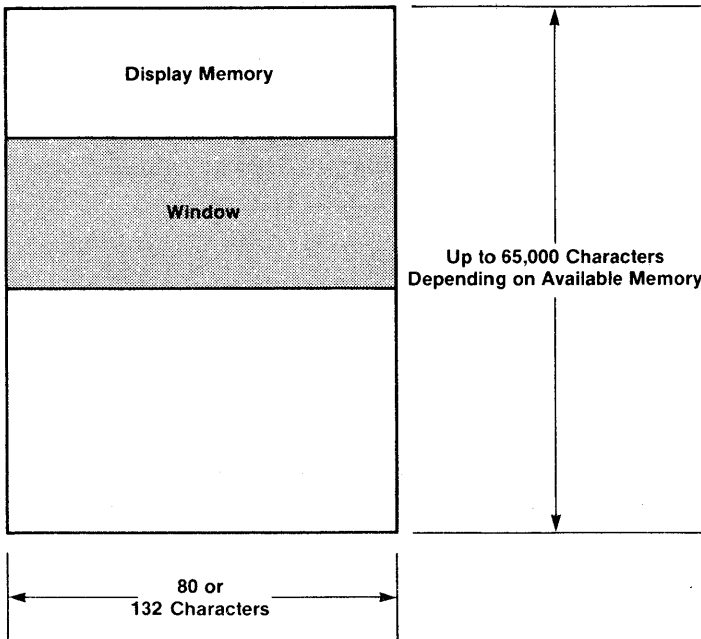 Display Memory
Window
Up to 65,000 Characters
Depending on Available Memory
80 or
132 Characters